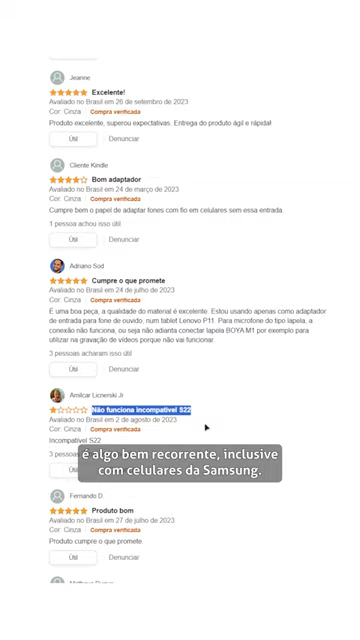 Jeanne
Excelente!
Avaliado no Brasil em 26 de setembro de 2023
Cor: Cinza Compra verificada
Produto excelente, superou expectativas. Entrega do produto ágil e rápida!
Útil Denunciar
Cliente Kindle
Bom adaptador
Avaliado no Brasil em 24 de março de 2023
Cor: Cinza Compra verificada
Cumpre bem o papel de adaptar fones com fio em celulares sem essa entrada.
1 pessoa achou isso útil
Útil Denunciar
Adriano Sod
Cumpre o que promete
Avaliado no Brasil em 24 de julho de 2023
Cor: Cinza Compra verificada
É uma boa peça, a qualidade do material é excelente. Estou usando apenas como adaptador
de entrada para fone de ouvido, num tablet Lenovo P11. Para microfone do tipo lapela, a
conexão não funciona, ou seja não adianta conectar lapela BOYA M1 por exemplo para
utilizar na gravação de vídeos porque não vai funcionar.
3 pessoas acharam isso útil
Útil Denunciar
Amilcar Licnerski Jr
Não funciona incompatível S22
Avaliado no Brasil em 2 de agosto de 2023
Cor: Cinza Compra verificada
Incompatível S22
3 pessoas
é algo bem recorrente, inclusive
com celulares da Samsung.
Fernando D.
Produto bom
Avaliado no Brasil em 27 de julho de 2023
Cor: Cinza Compra verificada
Produto cumpre o que promete.
Útil Denunciar